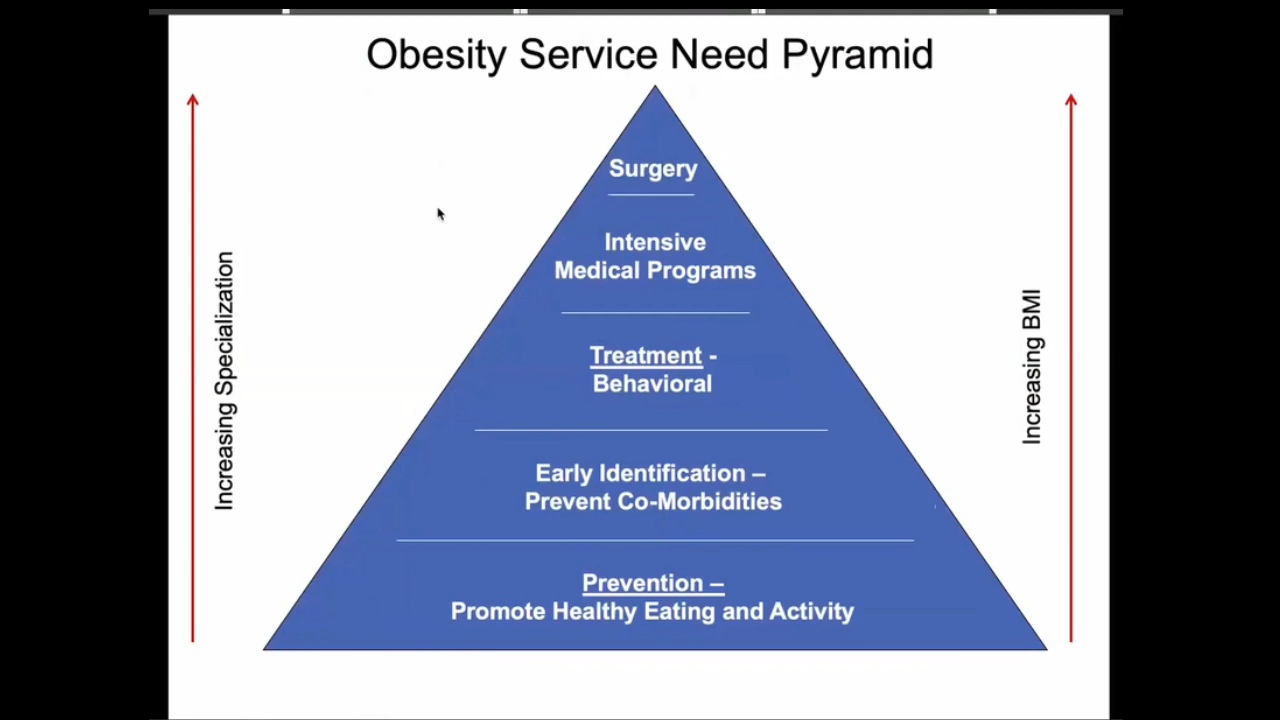 Obesity Service Need Pyramid
Surgery
Intensive
Medical Programs
Treatment -
Behavioral
Early Identification –
Prevent Co-Morbidities
Prevention –
Promote Healthy Eating and Activity
Increasing Specialization
Increasing BMI